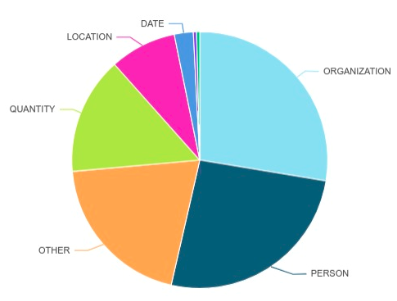 DATE
LOCATION
ORGANIZATION
QUANTITY
OTHER
PERSON